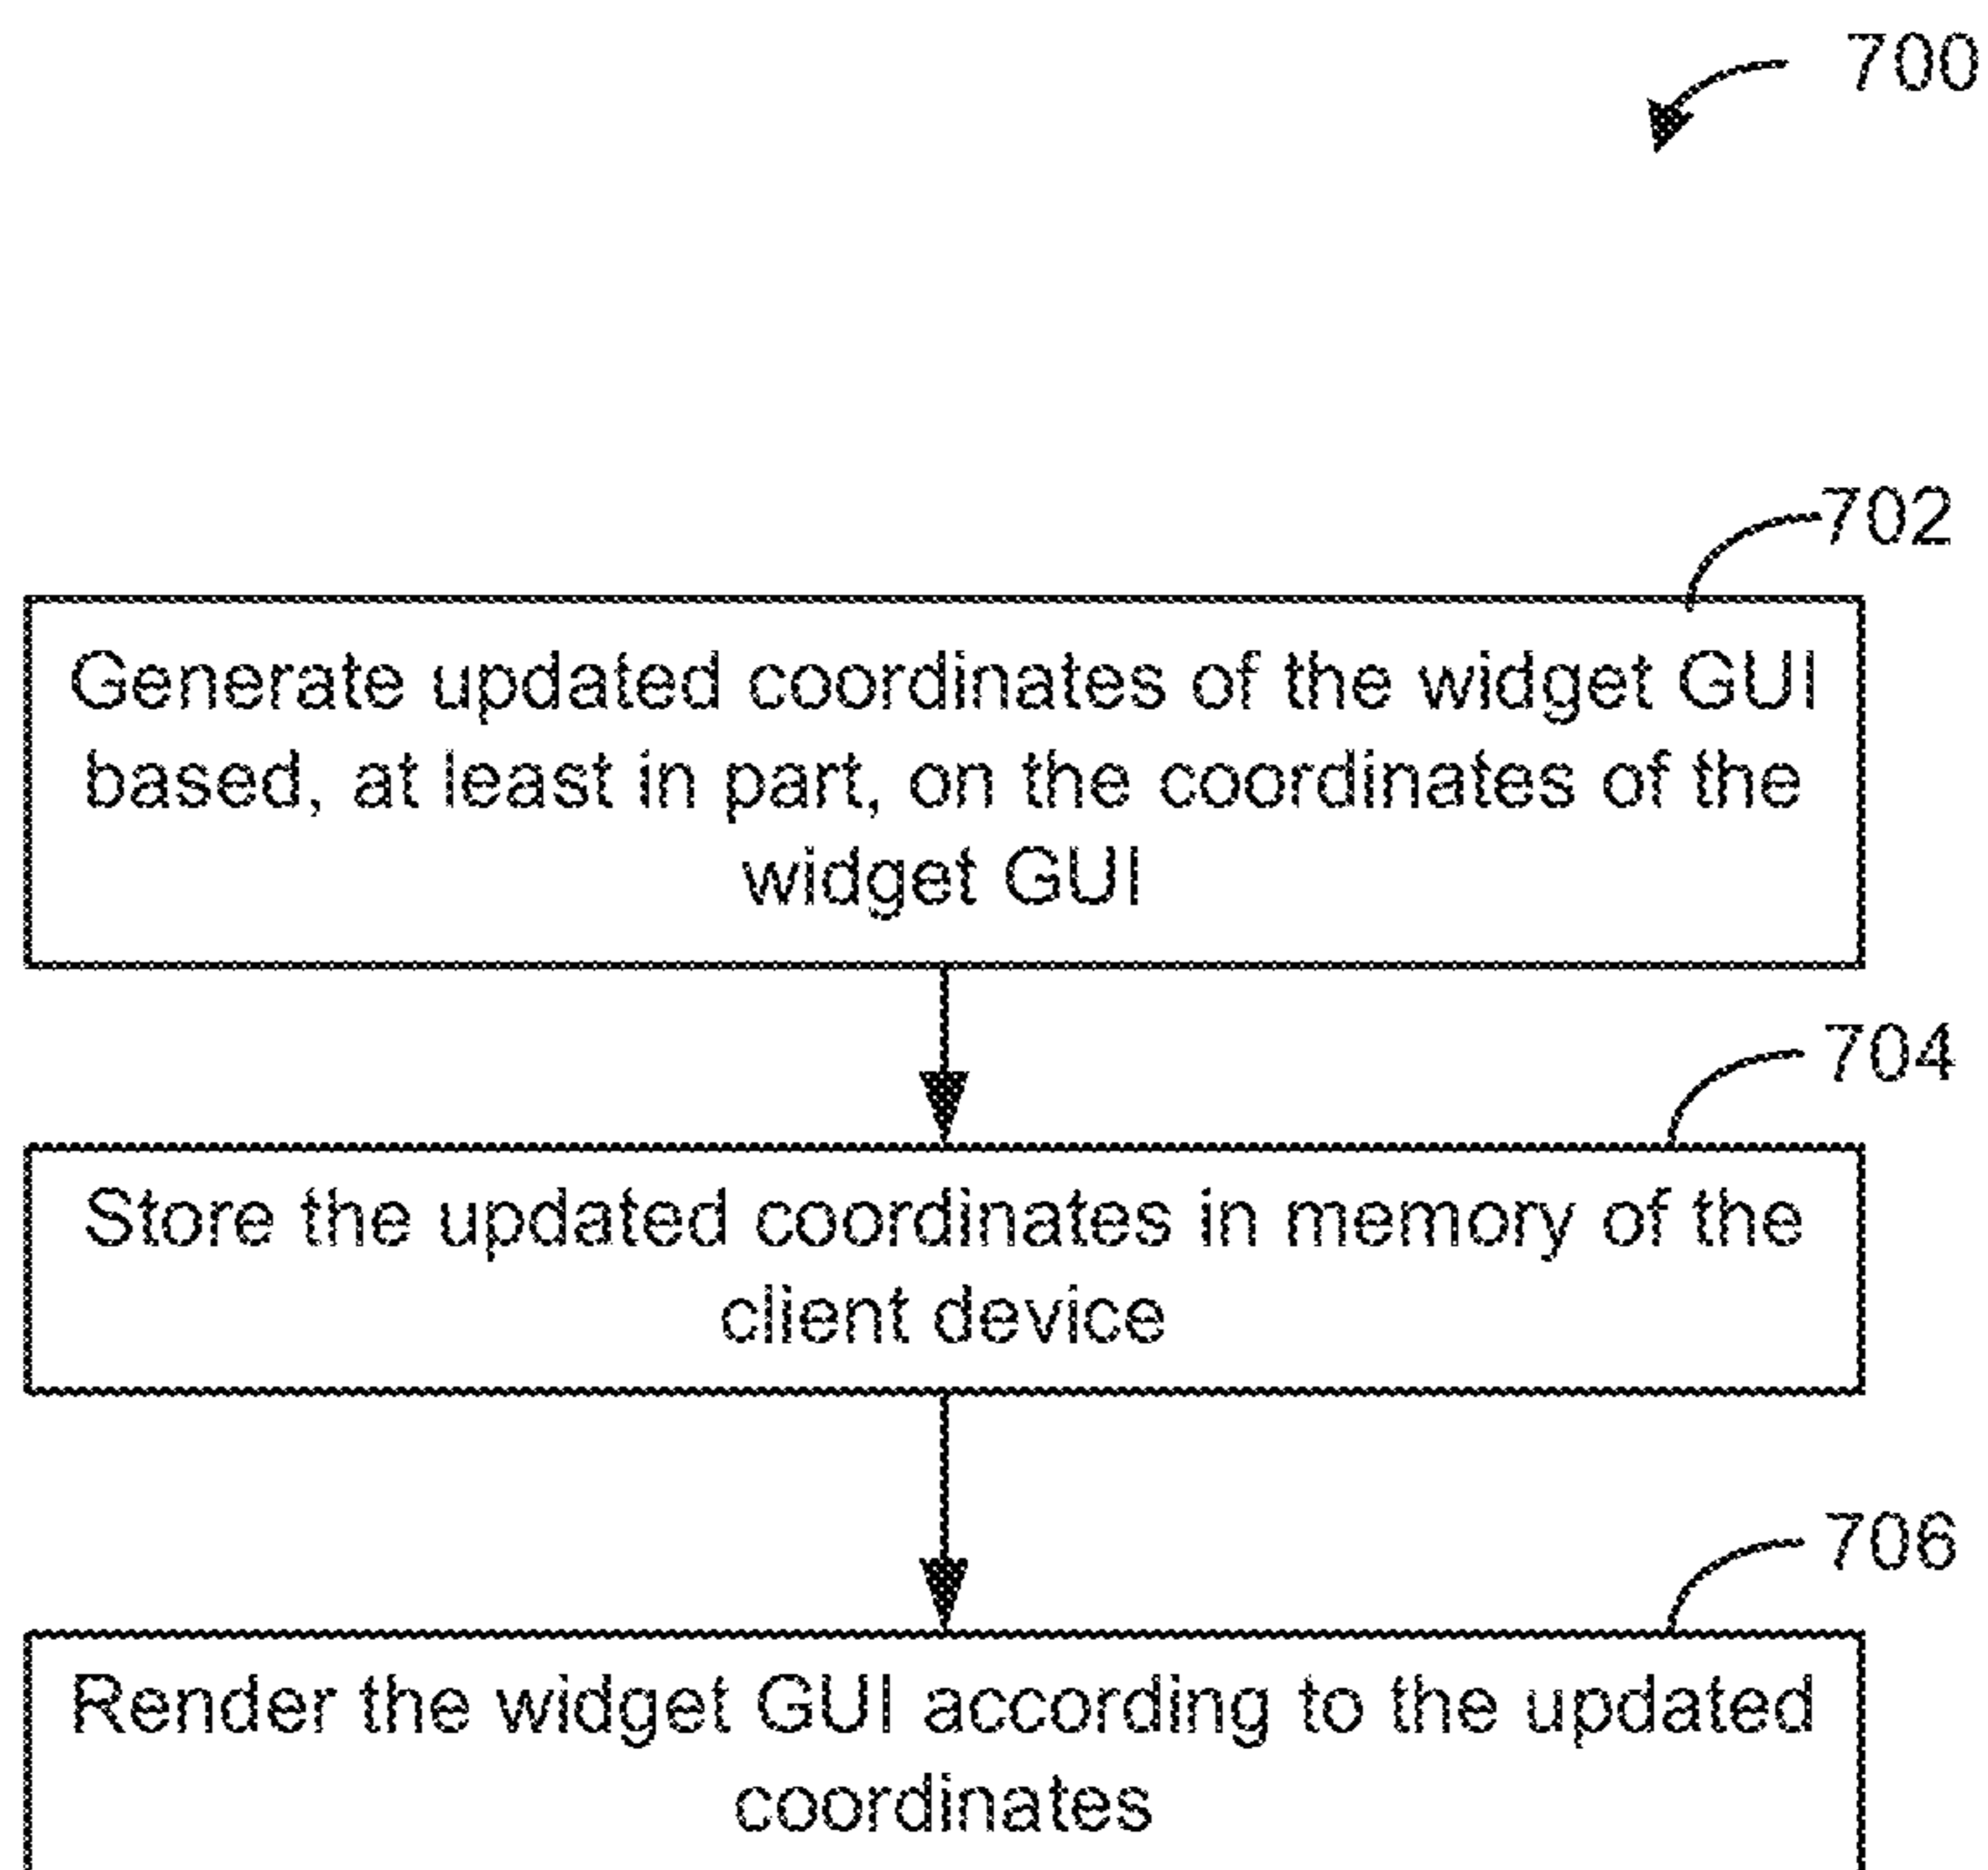 700
702
Generate updated coordinates of the widget GUI
based, at least in part, on the coordinates of the
widget GUI
704
Store the updated coordinates in memory of the
client device
706
Render the widget GUI according to the updated
coordinates